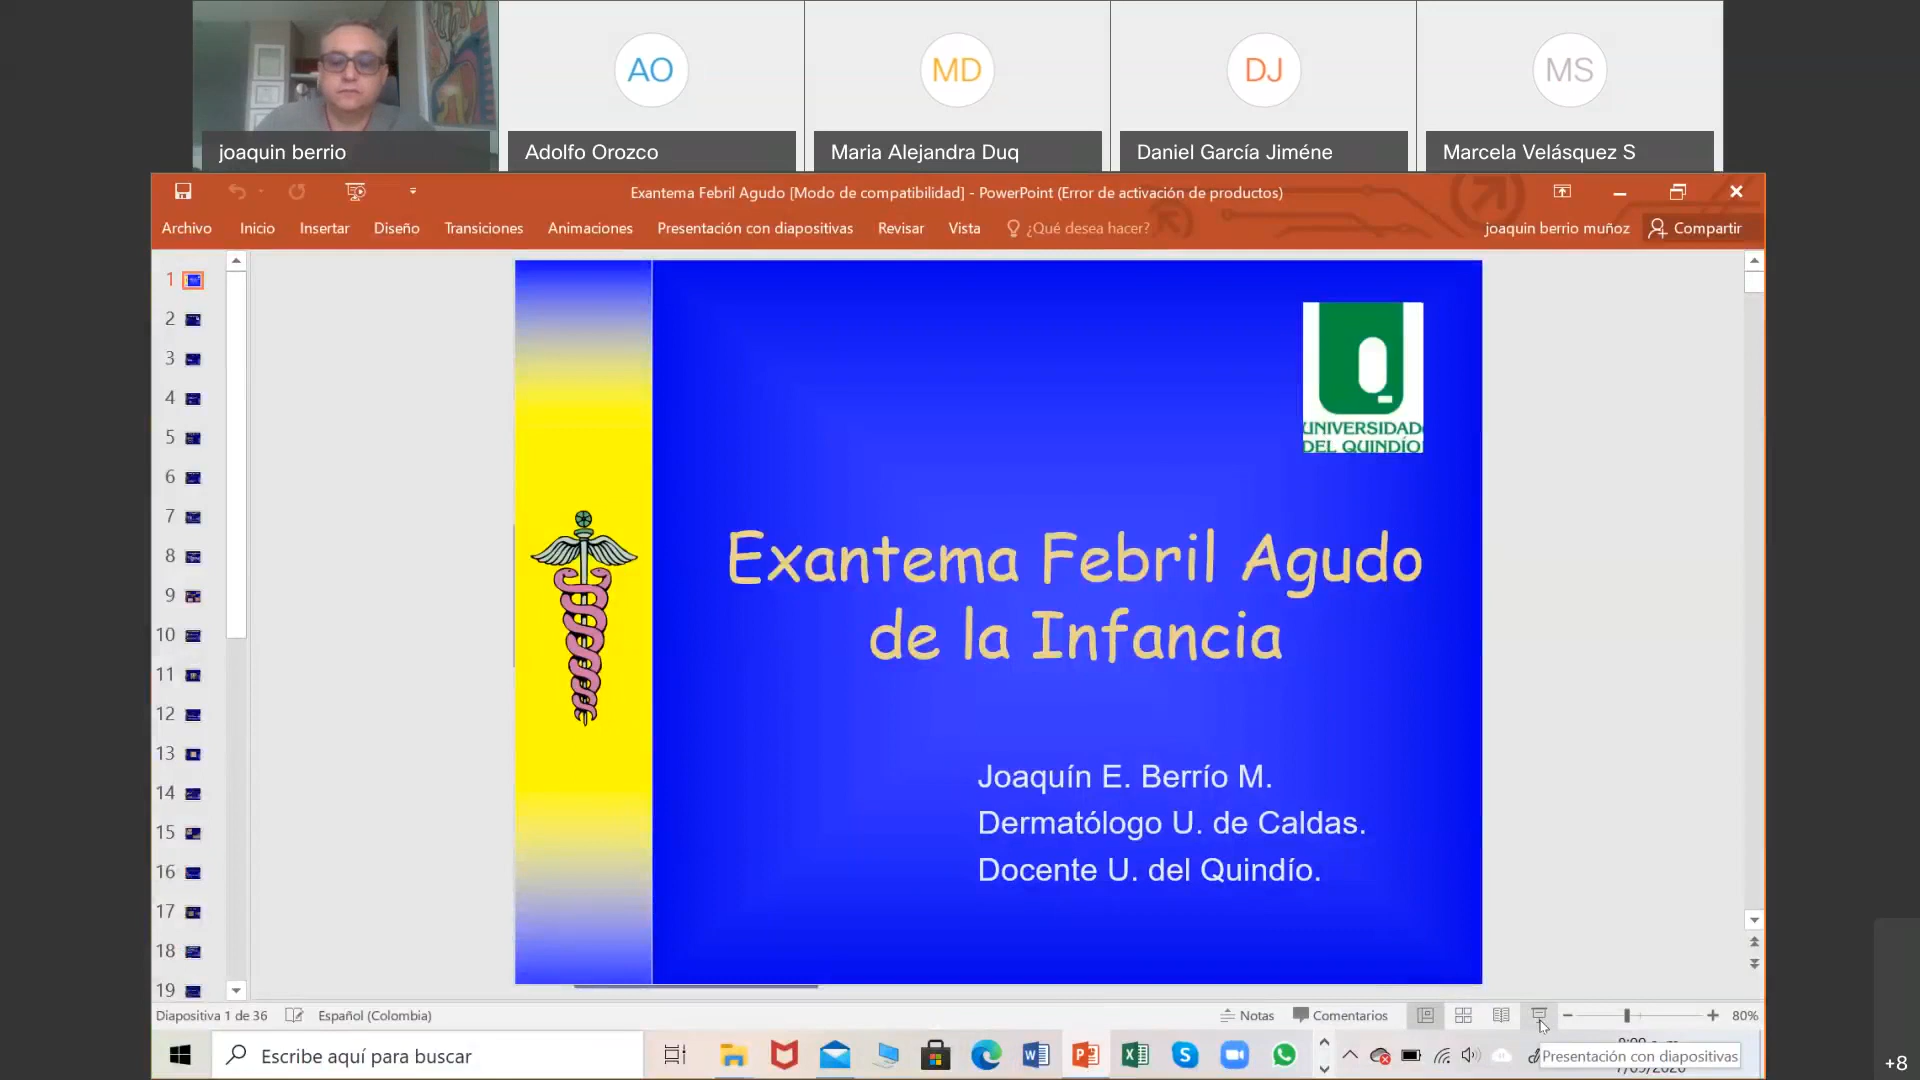 AO
MD
DJ
MS
joaquin berrio
Adolfo Orozco
Maria Alejandra Duq
Daniel García Jiméne
Marcela Velásquez S
Exantema Febril Agudo [Modo de compatibilidad] - PowerPoint (Error de activación de productos)
Archivo Inicio Insertar Diseño Transiciones Animaciones Presentación con diapositivas Revisar Vista ¿Qué desea hacer? joaquin berrio muñoz Compartir
1
2
3
4
5
6
7
8
9
10
11
12
13
14
15
16
17
18
19
UNIVERSIDAD
DEL QUINDÍO
Exantema Febril Agudo
de la Infancia
Joaquín E. Berrío M.
Dermatólogo U. de Caldas.
Docente U. del Quindío.
Diapositiva 1 de 36 Español (Colombia) Notas Comentarios 80%
Escribe aquí para buscar
Presentación con diapositivas
+8